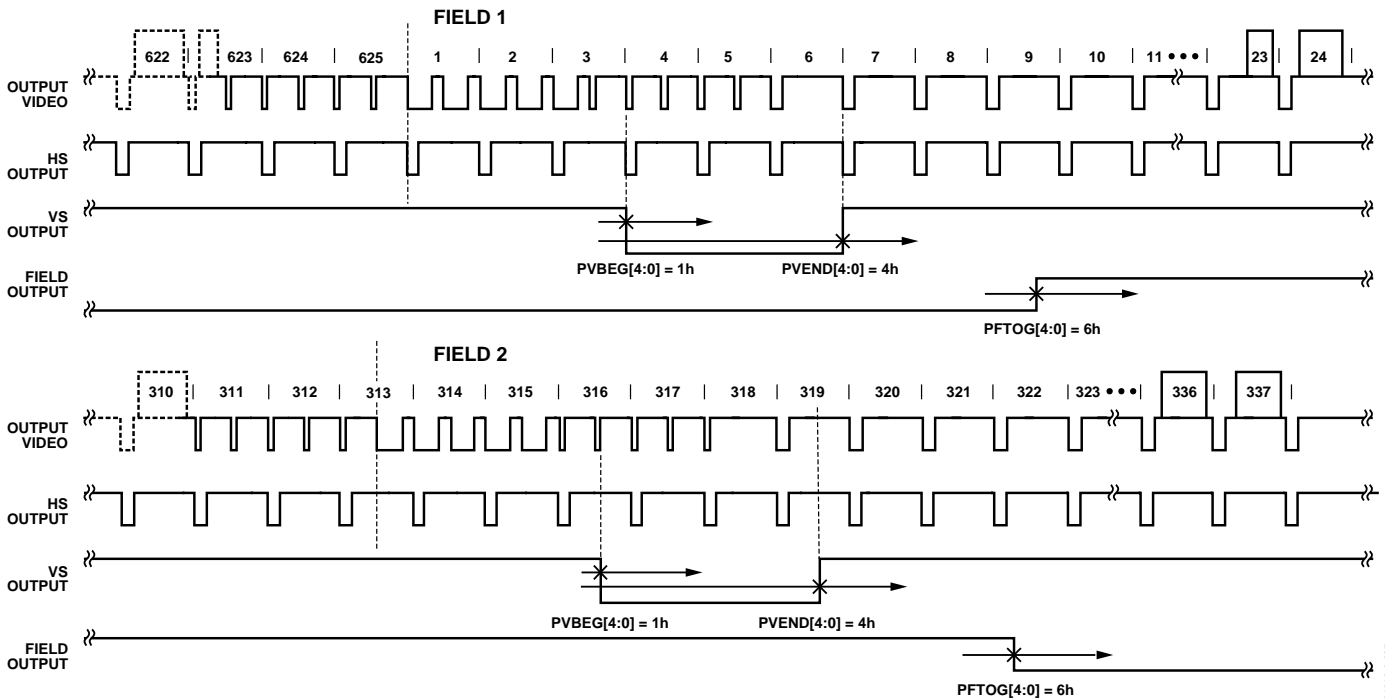 FIELD 1
622 623 624 625 1 2 3 4 5 6 7 8 9 10 11 ••• 23 24
OUTPUT
VIDEO
HS
OUTPUT
VS
OUTPUT
PVBEG[4:0] = 1h PVEND[4:0] = 4h
FIELD
OUTPUT
PFTOG[4:0] = 6h
FIELD 2
310 311 312 313 314 315 316 317 318 319 320 321 322 323 ••• 336 337
OUTPUT
VIDEO
HS
OUTPUT
VS
OUTPUT
PVBEG[4:0] = 1h PVEND[4:0] = 4h
FIELD
OUTPUT
PFTOG[4:0] = 6h